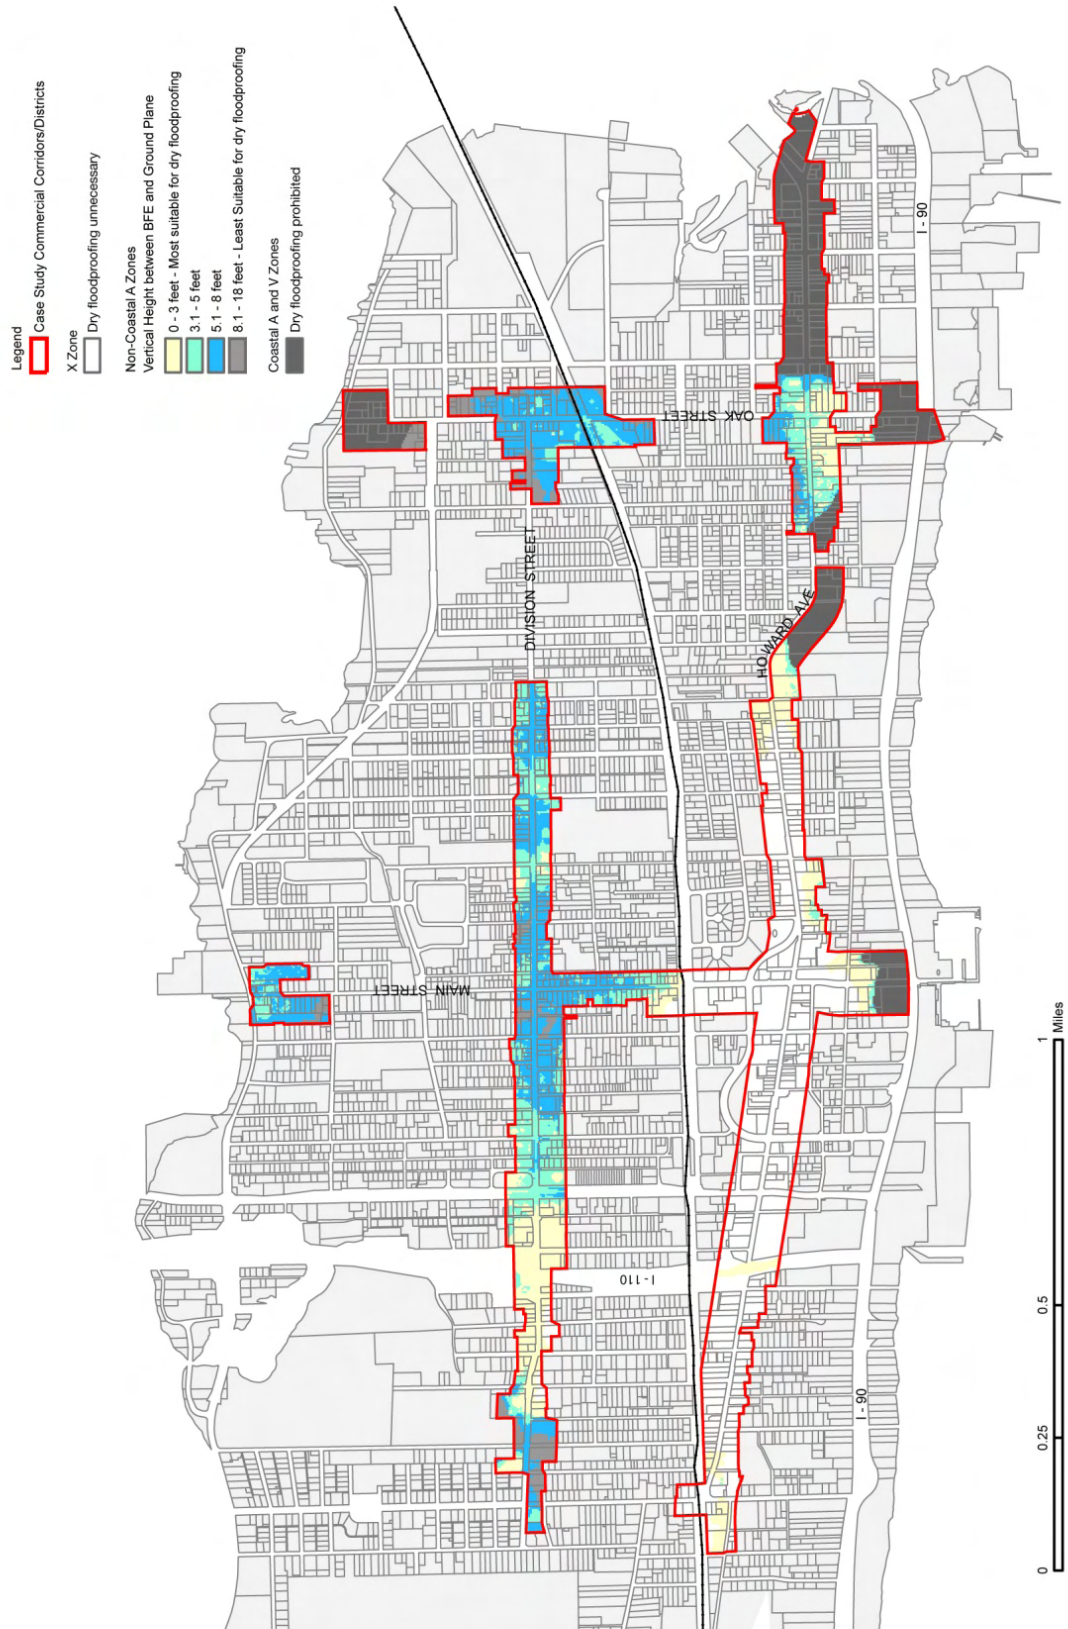 Legend
Case Study Commercial Corridors/Districts
X Zone
Dry floodproofing unnecessary
Non-Coastal A Zones
Vertical Height between BFE and Ground Plane
0 - 3 feet - Most suitable for dry floodproofing
3.1 - 5 feet
5.1 - 8 feet
8.1 - 18 feet - Least Suitable for dry floodproofing
Coastal A and V Zones
Dry floodproofing prohibited
DIVISION STREET
OAK STREET
MAIN STREET
HOWARD AVE
I - 110
I - 90
I - 90
0 0.25 0.5 1
Miles